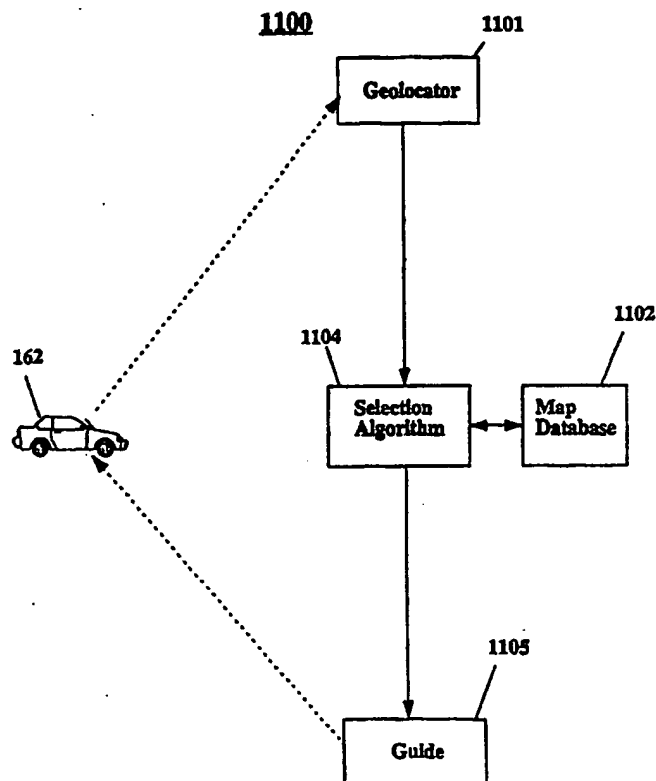 1100
1101
Geolocator
1104
1102
162
Selection
Algorithm
Map
Database
1105
Guide